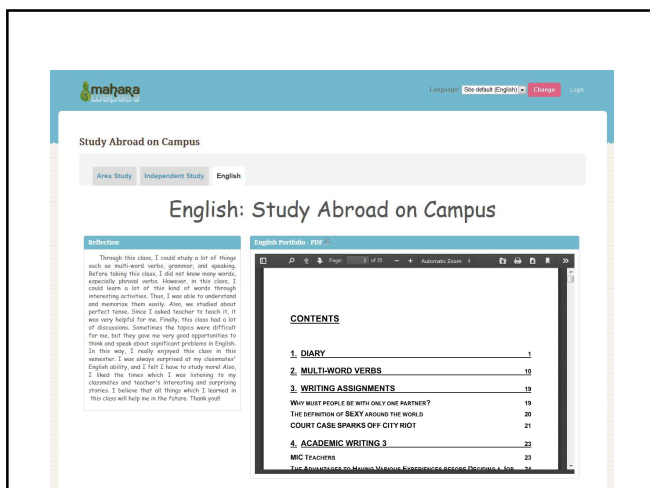 mahara
Language: Site default (English) Change Login
Study Abroad on Campus
Area Study Independent Study English
English: Study Abroad on Campus
Reflection
Through this class, I could study a lot of things
such as multi-word verbs, grammar, and speaking.
Before taking this class, I did not know many words,
especially phrasal verbs. However, in this class, I
could learn a lot of this kind of words through
interesting activities. Thus, I was able to understand
and memorize them easily. Also, we studied about
perfect tense. Since I asked teacher to teach it, it
was very helpful for me. Finally, this class had a lot
of discussions. Sometimes the topics were difficult
for me, but they gave me very good opportunities to
think and speak about significant problems in English.
In this way, I really enjoyed this class in this
semester. I was always surprised at my classmates'
English ability, and I felt I have to study more! Also,
I liked the times which I was listening to my
classmates and teacher's interesting and surprising
stories. I believe that all things which I learned in
this class will help me in the future. Thank you!!
English Portfolio - PDF
Page: 1 of 25 Automatic Zoom
CONTENTS
1. DIARY 1
2. MULTI-WORD VERBS 10
3. WRITING ASSIGNMENTS 19
WHY MUST PEOPLE BE WITH ONLY ONE PARTNER? 19
THE DEFINITION OF SEXY AROUND THE WORLD 20
COURT CASE SPARKS OFF CITY RIOT 21
4. ACADEMIC WRITING 3 23
MIC TEACHERS 23
THE ADVANTAGES TO HAVING VARIOUS EXPERIENCES BEFORE DECIDING A JOB 24